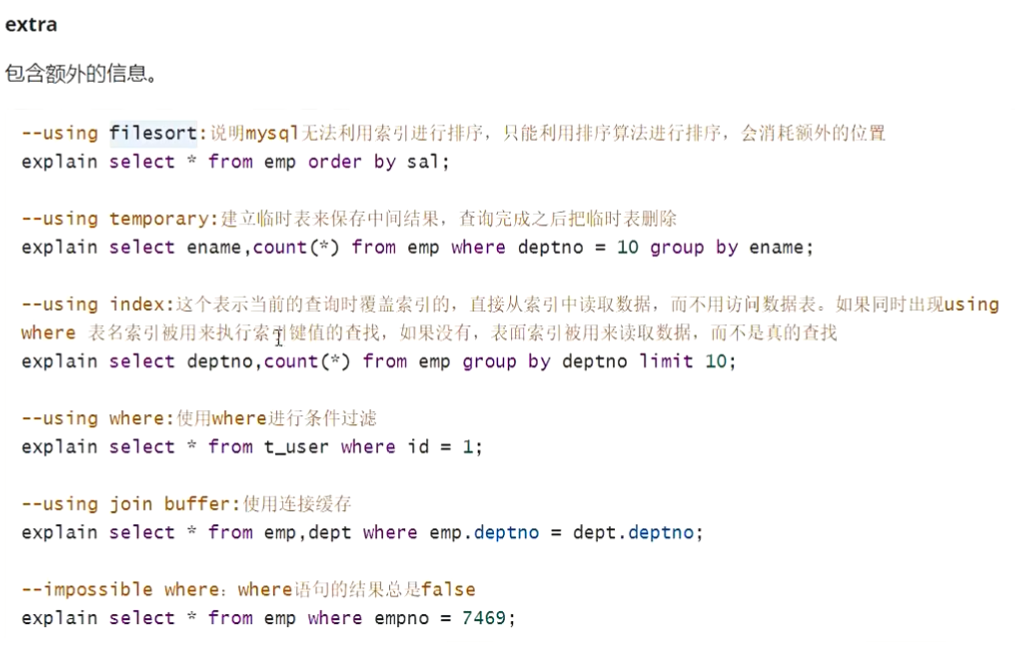 extra
包含额外的信息。
--using filesort:说明mysql无法利用索引进行排序，只能利用排序算法进行排序，会消耗额外的位置
explain select * from emp order by sal;
--using temporary:建立临时表来保存中间结果，查询完成之后把临时表删除
explain select ename,count(*) from emp where deptno = 10 group by ename;
--using index:这个表示当前的查询时覆盖索引的，直接从索引中读取数据，而不用访问数据表。如果同时出现using
where 表名索引被用来执行索引键值的查找，如果没有，表面索引被用来读取数据，而不是真的查找
explain select deptno,count(*) from emp group by deptno limit 10;
--using where:使用where进行条件过滤
explain select * from t_user where id = 1;
--using join buffer:使用连接缓存
explain select * from emp,dept where emp.deptno = dept.deptno;
--impossible where：where语句的结果总是false
explain select * from emp where empno = 7469;